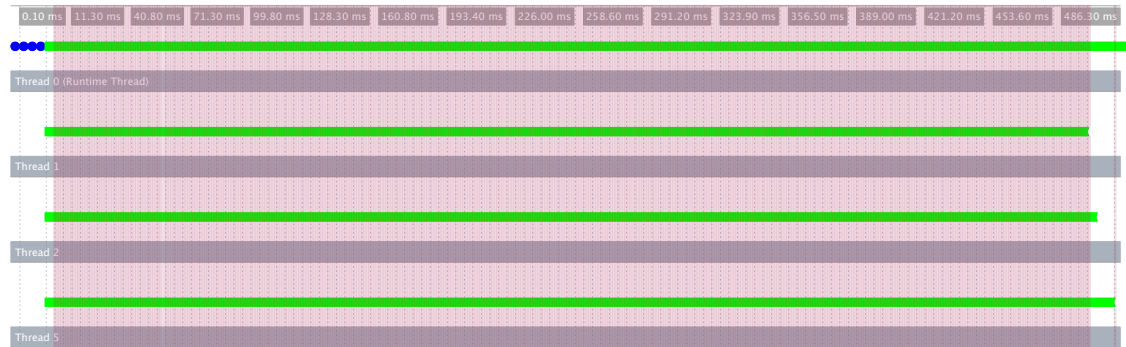 0.10 ms 11.30 ms 40.80 ms 71.30 ms 99.80 ms 128.30 ms 160.80 ms 193.40 ms 226.00 ms 258.60 ms 291.20 ms 323.90 ms 356.50 ms 389.00 ms 421.20 ms 453.60 ms 486.30 ms
Thread 0 (Runtime Thread)
Thread 1
Thread 2
Thread 5